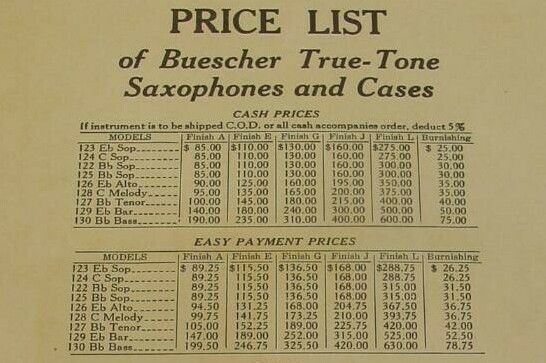 PRICE LIST
of Buescher True-Tone
Saxophones and Cases
CASH PRICES
If instrument is to be shipped C.O.D. or all cash accompanies order, deduct 5%
MODELS Finish A Finish E Finish G Finish J Finish L Burnishing
123 Eb Sop. $ 85.00 $110.00 $130.00 $160.00 $275.00 $ 25.00
124 C Sop. 85.00 110.00 130.00 160.00 275.00 25.00
122 Bb Sop. 85.00 110.00 130.00 160.00 300.00 30.00
125 Bb Sop. 85.00 110.00 130.00 160.00 300.00 30.00
126 Eb Alto. 90.00 125.00 160.00 195.00 350.00 35.00
128 C Melody 95.00 135.00 165.00 200.00 375.00 35.00
127 Bb Tenor. 100.00 145.00 180.00 215.00 400.00 40.00
129 Eb Bar. 140.00 180.00 240.00 300.00 500.00 50.00
130 Bb Bass. 190.00 235.00 310.00 400.00 600.00 75.00
EASY PAYMENT PRICES
MODELS Finish A Finish E Finish G Finish J Finish L Burnishing
123 Eb Sop. $ 89.25 $115.50 $136.50 $168.00 $288.75 $ 26.25
124 C Sop. 89.25 115.50 136.50 168.00 288.75 26.25
122 Bb Sop. 89.25 115.50 136.50 168.00 315.00 31.50
125 Bb Sop. 89.25 115.50 136.50 168.00 315.00 31.50
126 Eb Alto. 94.50 131.25 168.00 204.75 367.50 36.75
128 C Melody 99.75 141.75 173.25 210.00 393.75 36.75
127 Bb Tenor. 105.00 152.25 189.00 225.75 420.00 42.00
129 Eb Bar. 147.00 189.00 252.00 315.00 525.00 52.50
130 Bb Bass. 199.50 246.75 325.50 420.00 630.00 78.75